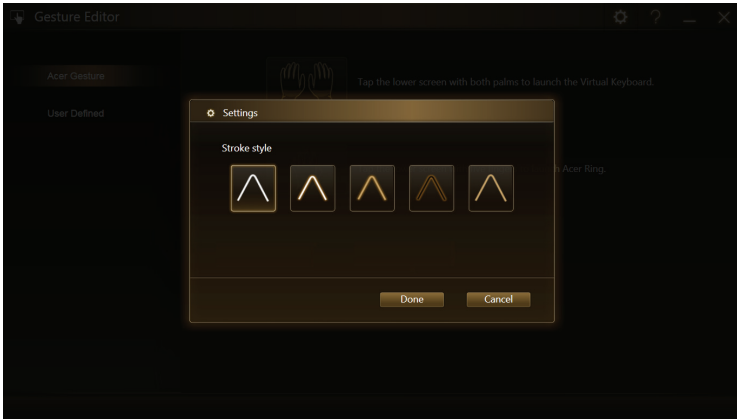 Gesture Editor
Acer Gesture
User Defined
Tap the lower screen with both palms to launch the Virtual Keyboard.
Acer Ring.
Settings
Stroke style
Done
Cancel